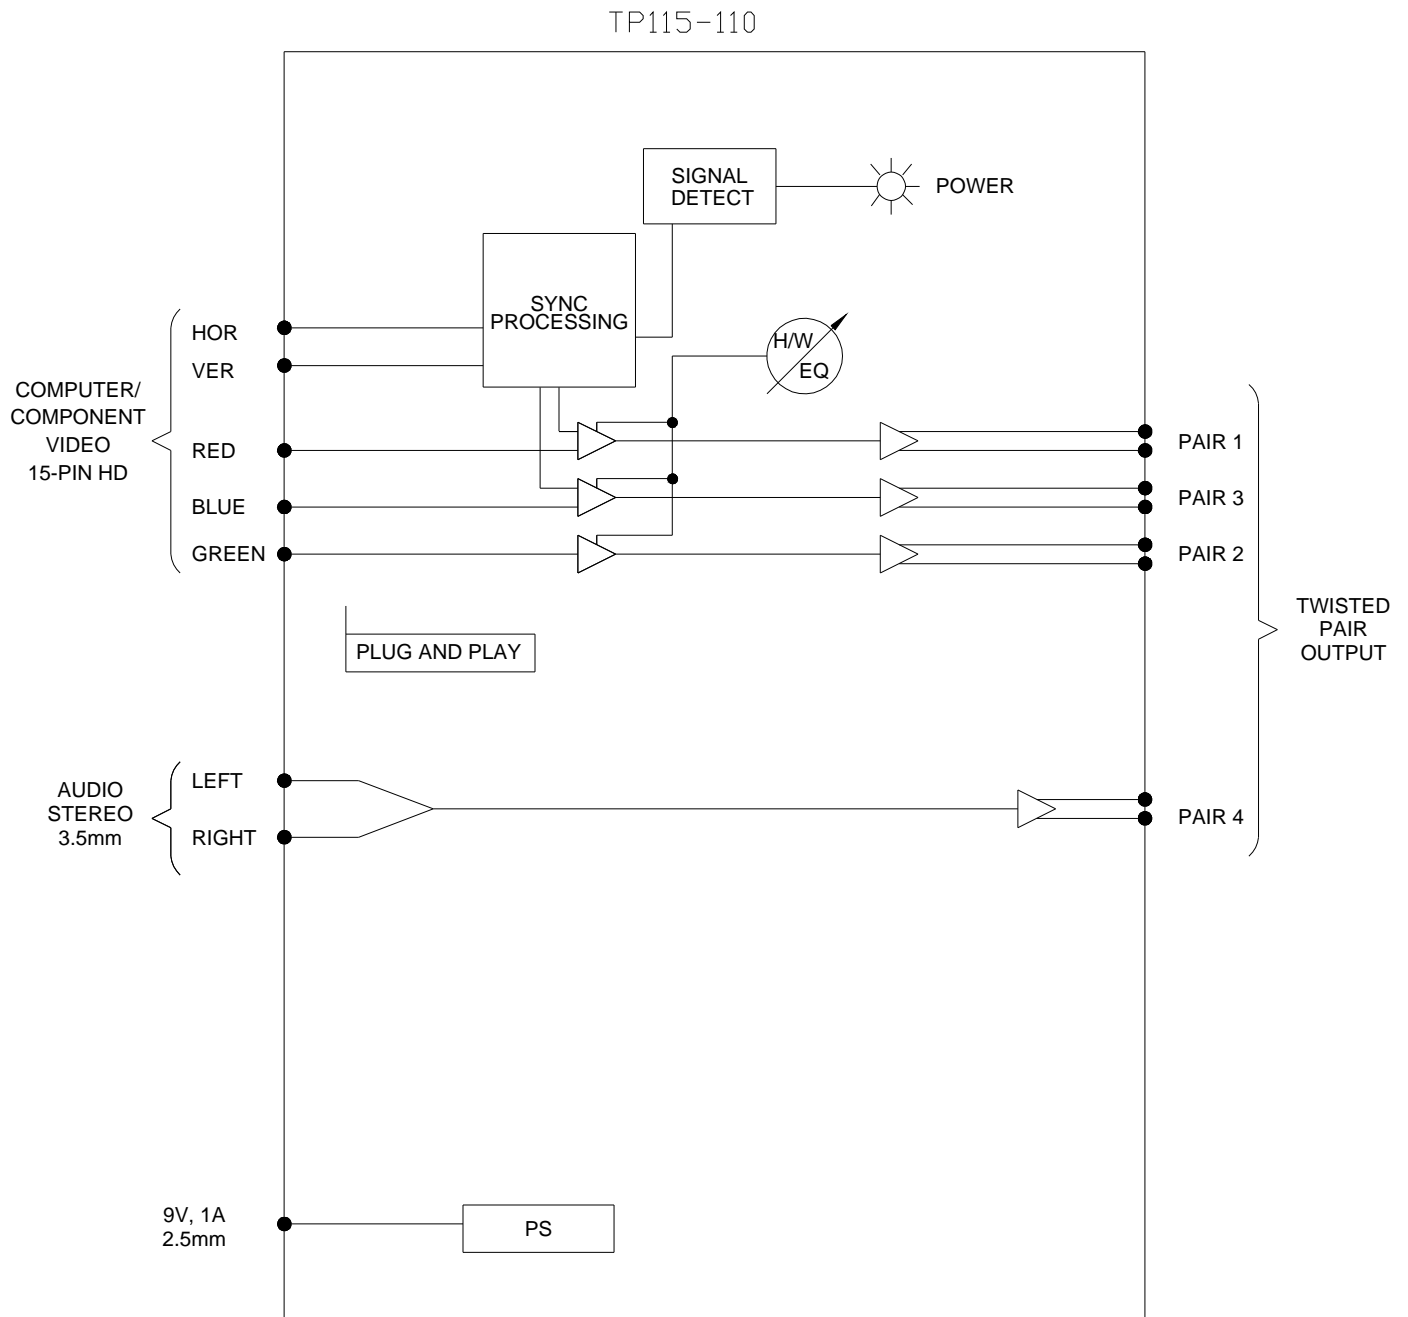 TP115-110
SIGNAL
DETECT
POWER
SYNC
PROCESSING
H/W
EQ
COMPUTER/
COMPONENT
VIDEO
15-PIN HD
HOR
VER
RED
BLUE
GREEN
PAIR 1
PAIR 3
PAIR 2
TWISTED
PAIR
OUTPUT
PLUG AND PLAY
AUDIO
STEREO
3.5mm
LEFT
RIGHT
PAIR 4
9V, 1A
2.5mm
PS